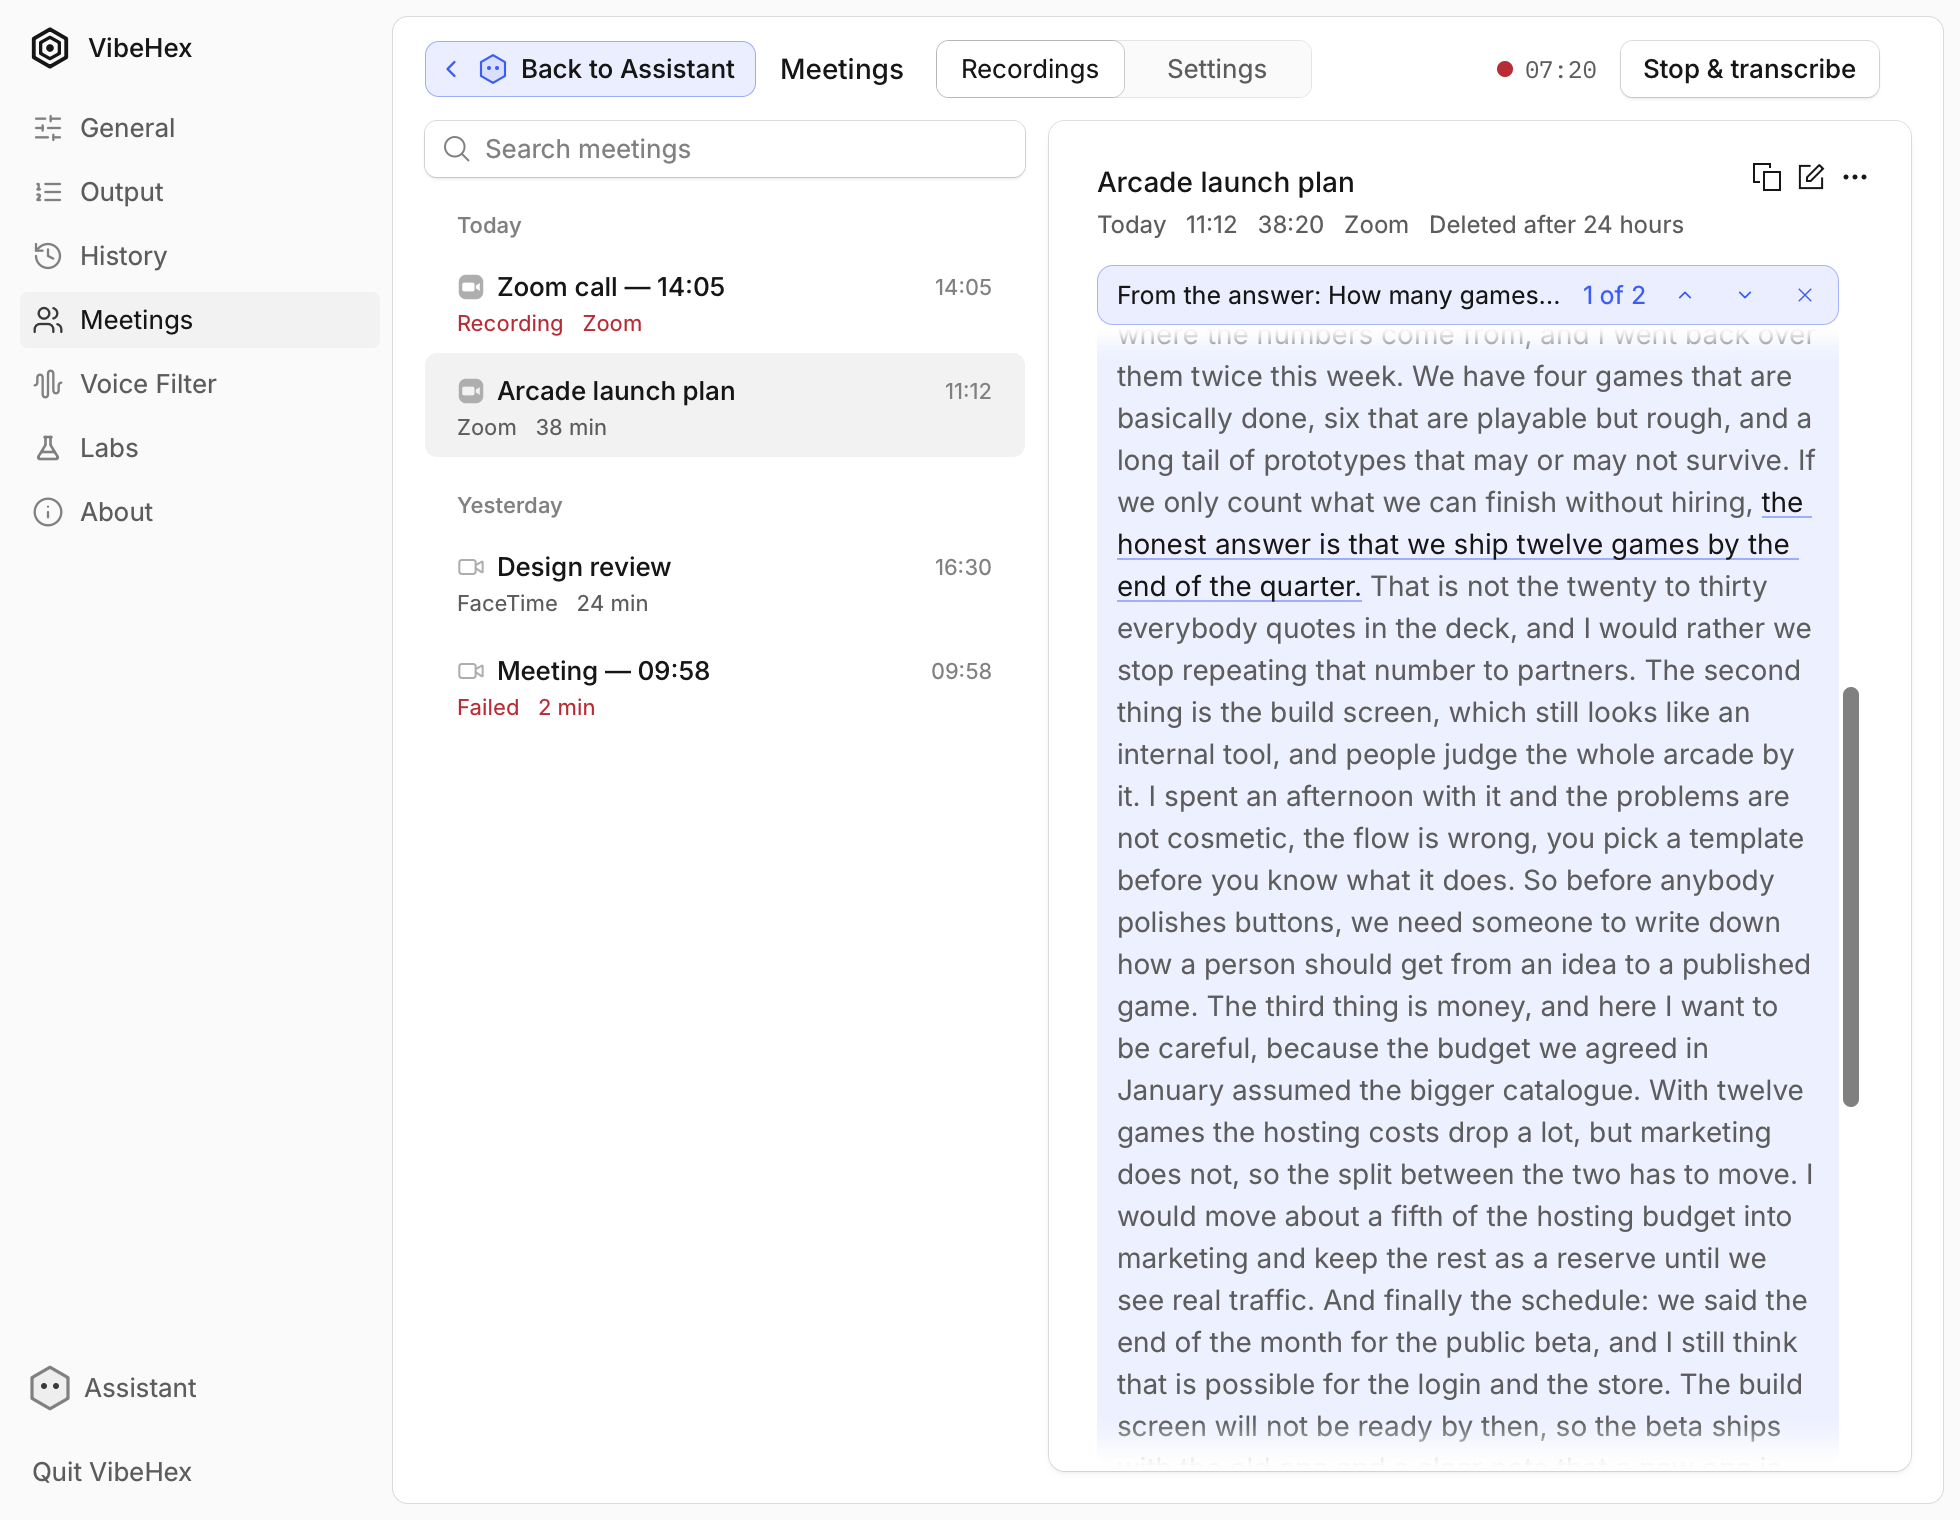 VibeHex
General
Output
History
Meetings
Voice Filter
Labs
About
Assistant
Quit VibeHex
Back to Assistant
Meetings
Recordings
Settings
07:20
Stop & transcribe
Search meetings
Today
Zoom call — 14:05
14:05
Recording Zoom
Arcade launch plan
11:12
Zoom 38 min
Yesterday
Design review
16:30
FaceTime 24 min
Meeting — 09:58
09:58
Failed 2 min
Arcade launch plan
Today 11:12 38:20 Zoom Deleted after 24 hours
From the answer: How many games... 1 of 2
where the numbers come from, and I went back over
them twice this week. We have four games that are
basically done, six that are playable but rough, and a
long tail of prototypes that may or may not survive. If
we only count what we can finish without hiring, the
honest answer is that we ship twelve games by the
end of the quarter. That is not the twenty to thirty
everybody quotes in the deck, and I would rather we
stop repeating that number to partners. The second
thing is the build screen, which still looks like an
internal tool, and people judge the whole arcade by
it. I spent an afternoon with it and the problems are
not cosmetic, the flow is wrong, you pick a template
before you know what it does. So before anybody
polishes buttons, we need someone to write down
how a person should get from an idea to a published
game. The third thing is money, and here I want to
be careful, because the budget we agreed in
January assumed the bigger catalogue. With twelve
games the hosting costs drop a lot, but marketing
does not, so the split between the two has to move. I
would move about a fifth of the hosting budget into
marketing and keep the rest as a reserve until we
see real traffic. And finally the schedule: we said the
end of the month for the public beta, and I still think
that is possible for the login and the store. The build
screen will not be ready by then, so the beta ships